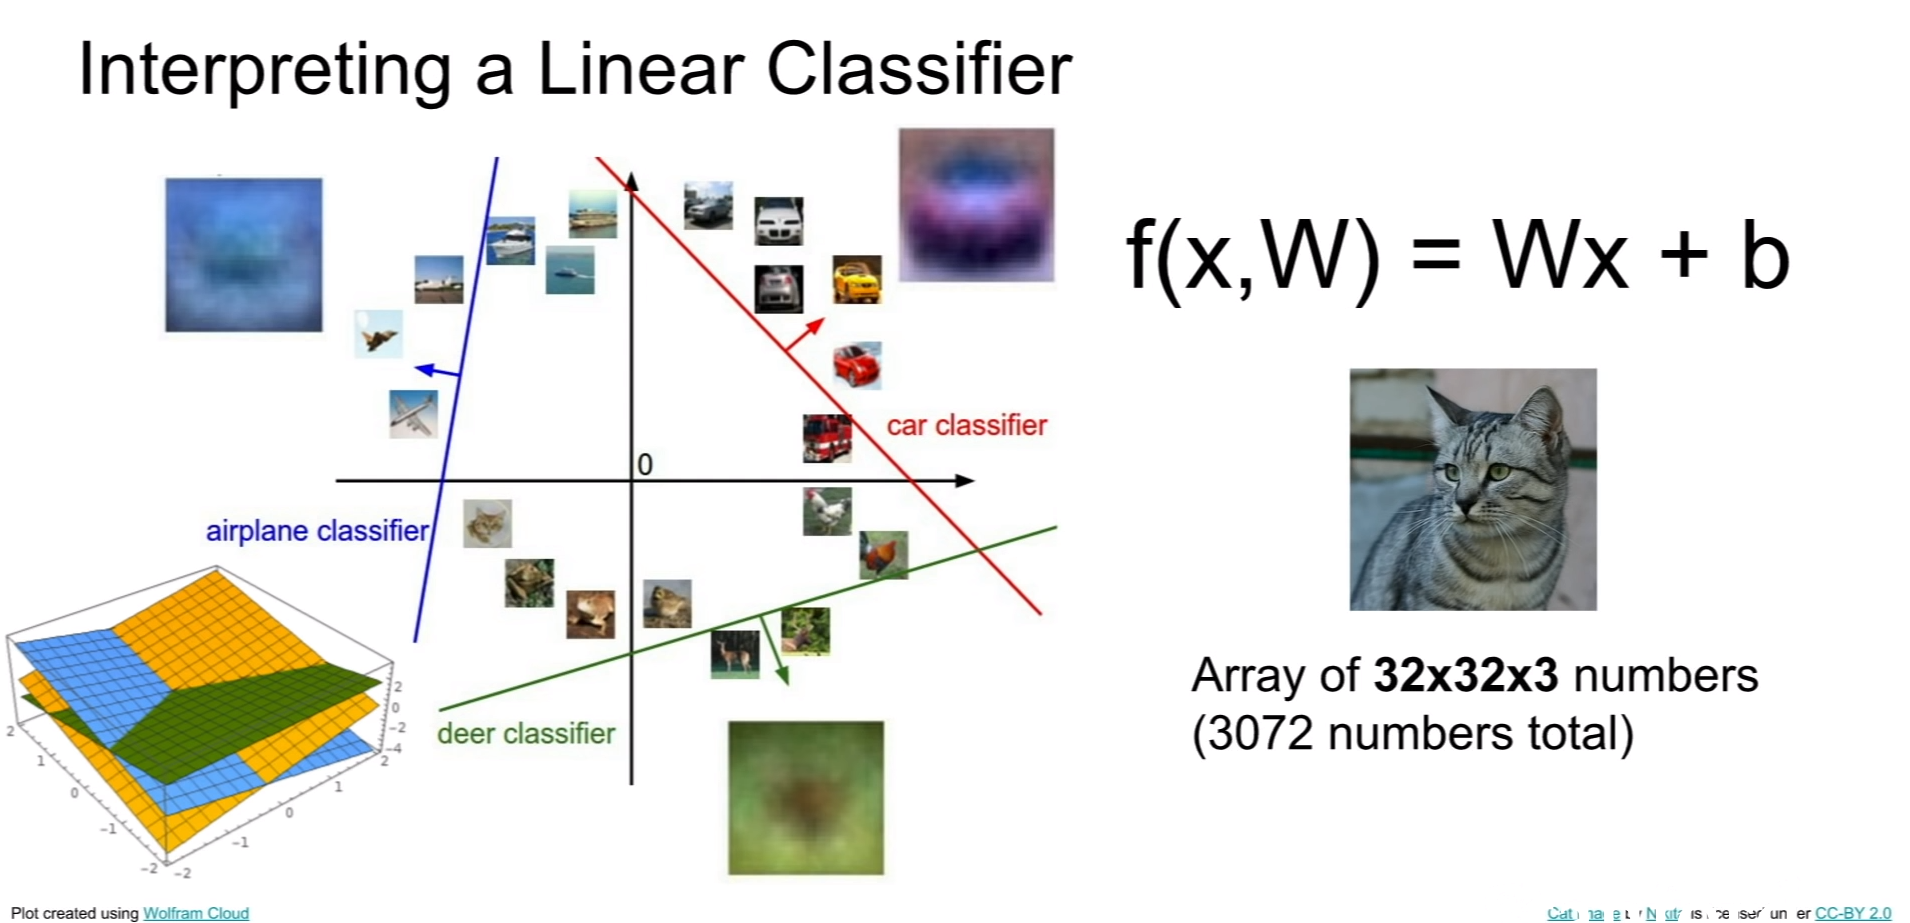 Interpreting a Linear Classifier
f(x,W) = Wx + b
car classifier
0
airplane classifier
deer classifier
Array of 32x32x3 numbers
(3072 numbers total)
2
1
0
−1
−2
−2
−1
0
1
2
2
0
−2
−4
Plot created using Wolfram Cloud
CC-BY 2.0